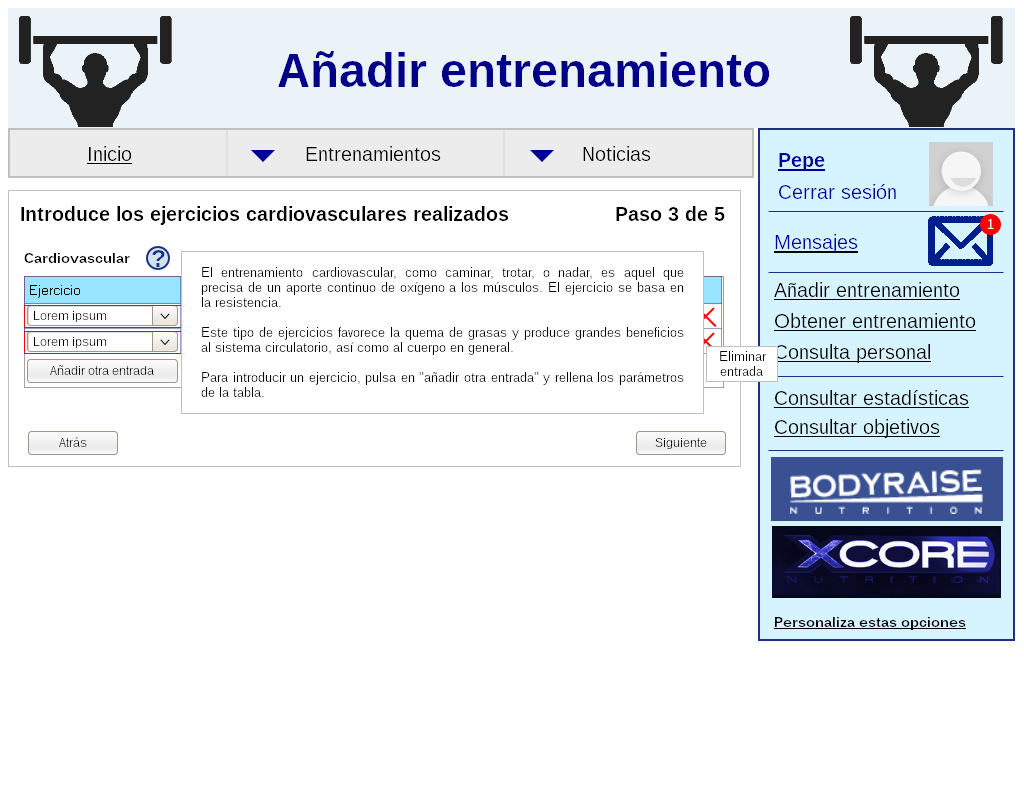 Añadir entrenamiento
Inicio
Entrenamientos
Noticias
Pepe
Cerrar sesión
Mensajes
1
Añadir entrenamiento
Obtener entrenamiento
Consulta personal
Consultar estadísticas
Consultar objetivos
BODYRAISE
NUTRITION
XCORE
NUTRITION
Personaliza estas opciones
Introduce los ejercicios cardiovasculares realizados
Paso 3 de 5
Cardiovascular
?
El entrenamiento cardiovascular, como caminar, trotar, o nadar, es aquel que
precisa de un aporte continuo de oxígeno a los músculos. El ejercicio se basa en
la resistencia.
Este tipo de ejercicios favorece la quema de grasas y produce grandes beneficios
al sistema circulatorio, así como al cuerpo en general.
Para introducir un ejercicio, pulsa en "añadir otra entrada" y rellena los parámetros
de la tabla.
Ejercicio
Lorem ipsum
Lorem ipsum
Añadir otra entrada
Eliminar
entrada
Atrás
Siguiente